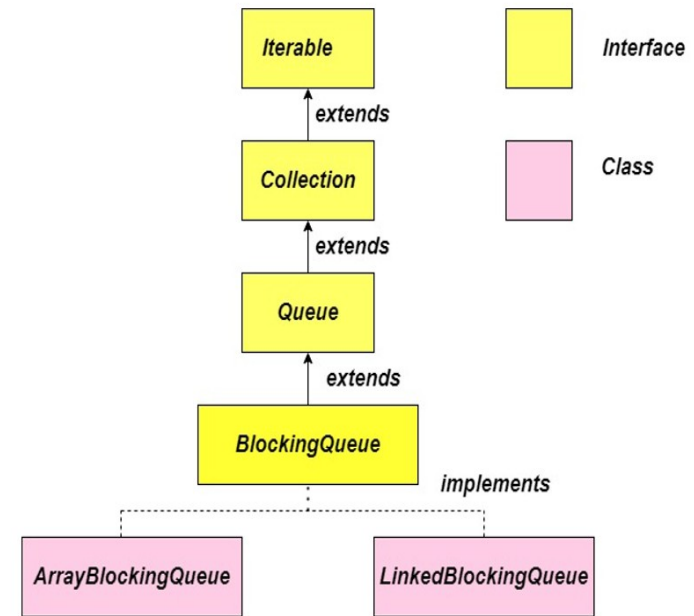 Iterable
Interface
extends
Collection
Class
extends
Queue
extends
BlockingQueue
implements
ArrayBlockingQueue
LinkedBlockingQueue